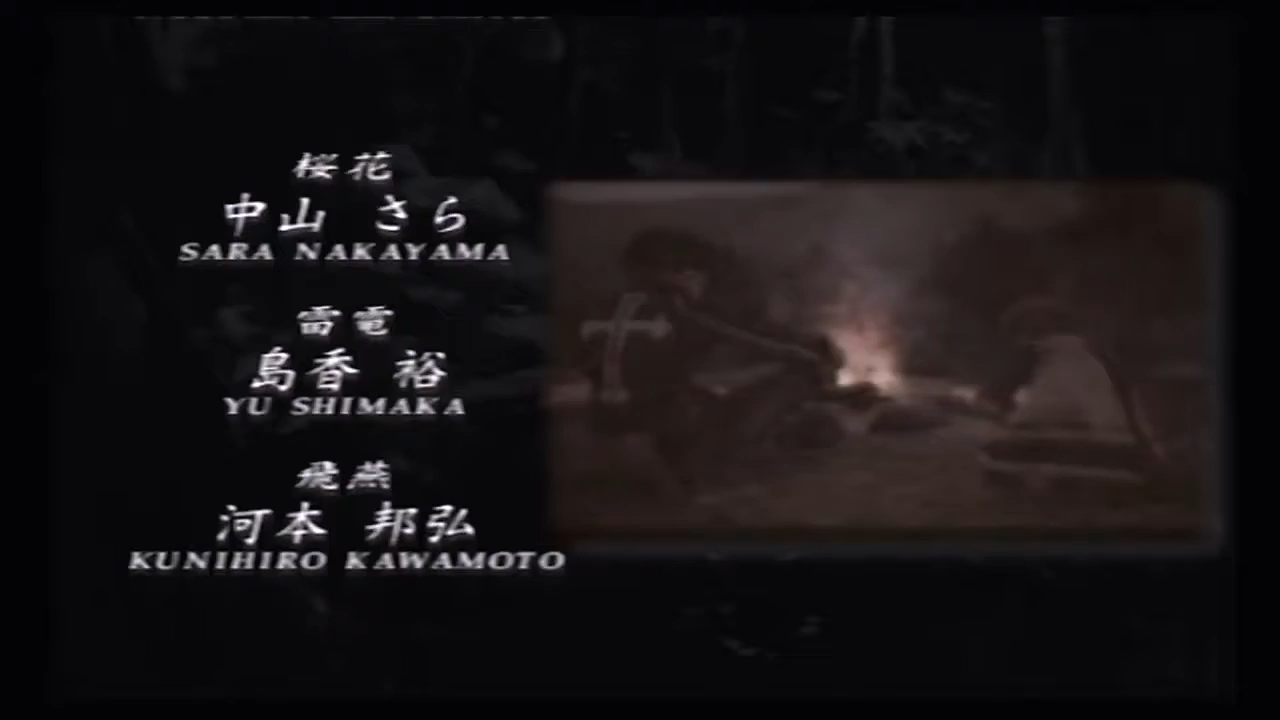 桜花
中山 さら
SARA NAKAYAMA
雷電
島香 裕
YU SHIMAKA
飛燕
河本 邦弘
KUNIHIRO KAWAMOTO